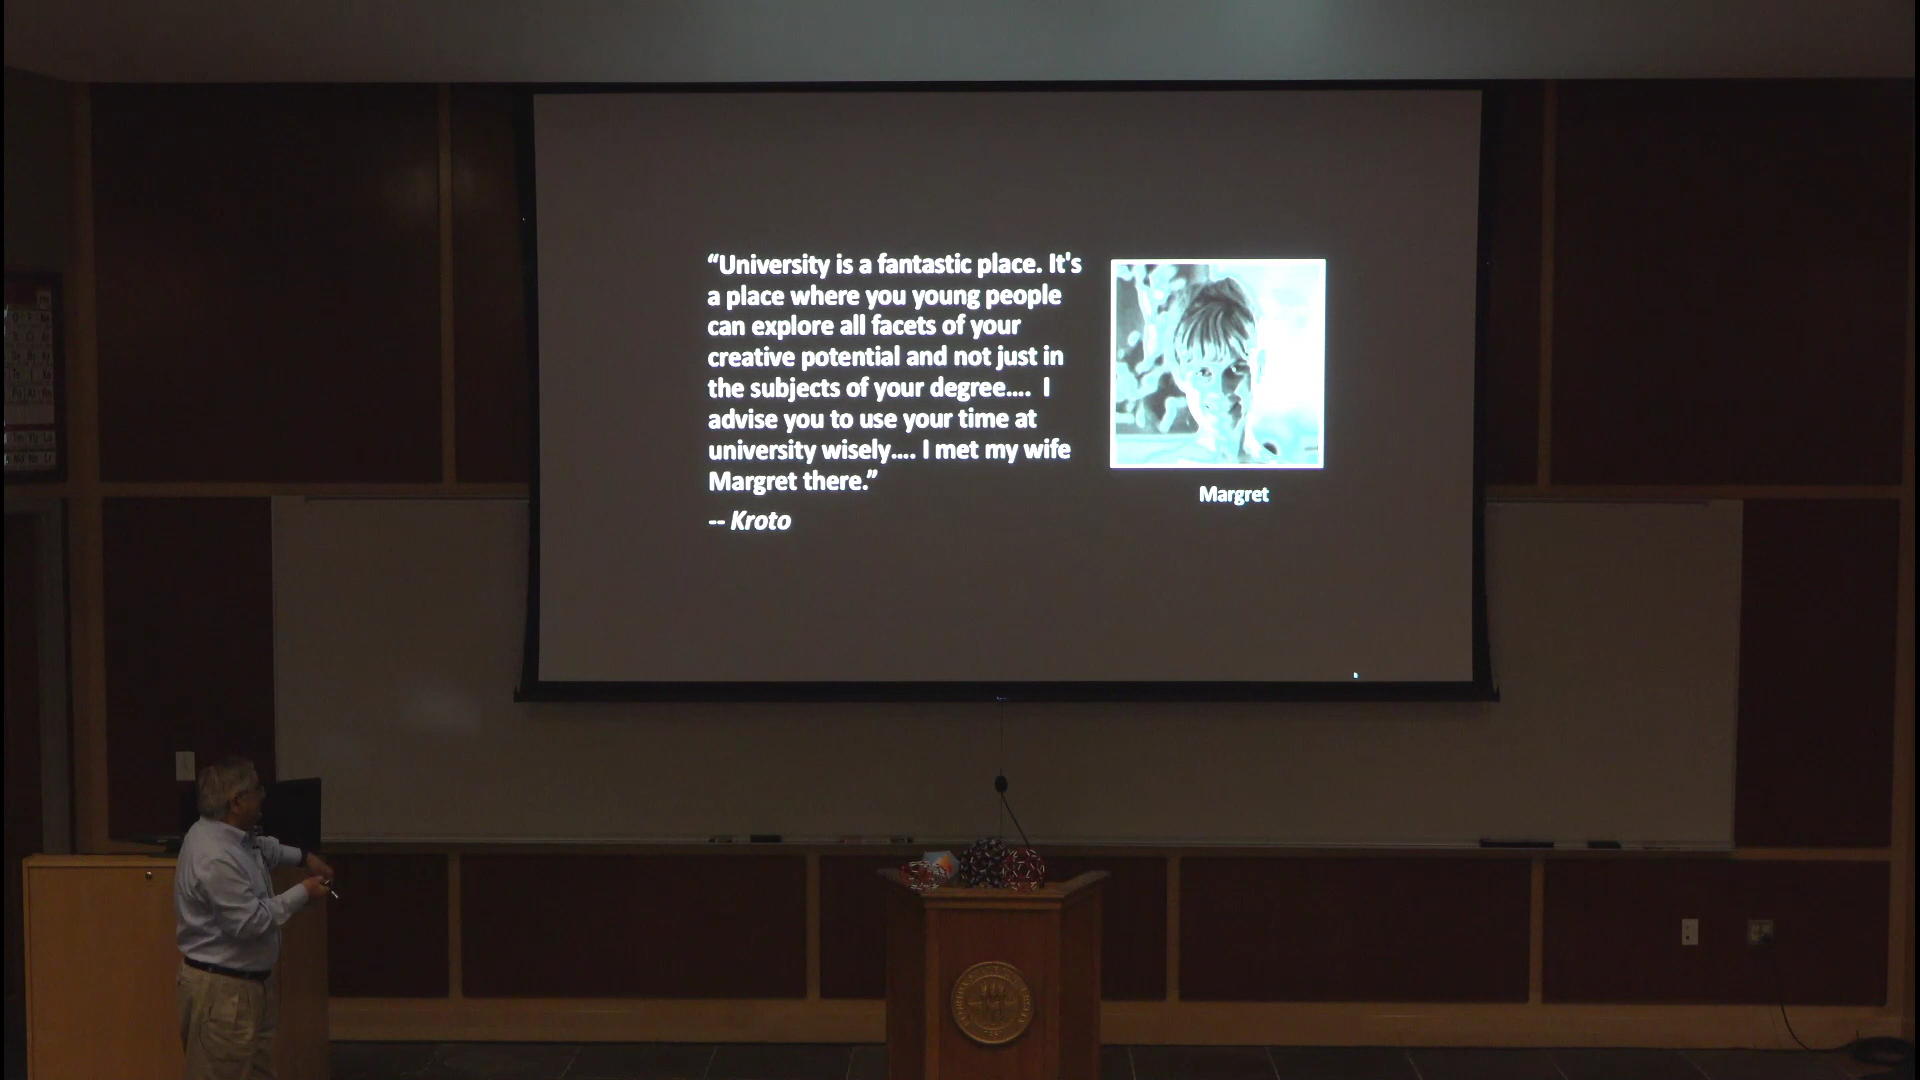 “University is a fantastic place. It's
a place where you young people
can explore all facets of your
creative potential and not just in
the subjects of your degree.... I
advise you to use your time at
university wisely.... I met my wife
Margret there.”
-- Kroto
Margret